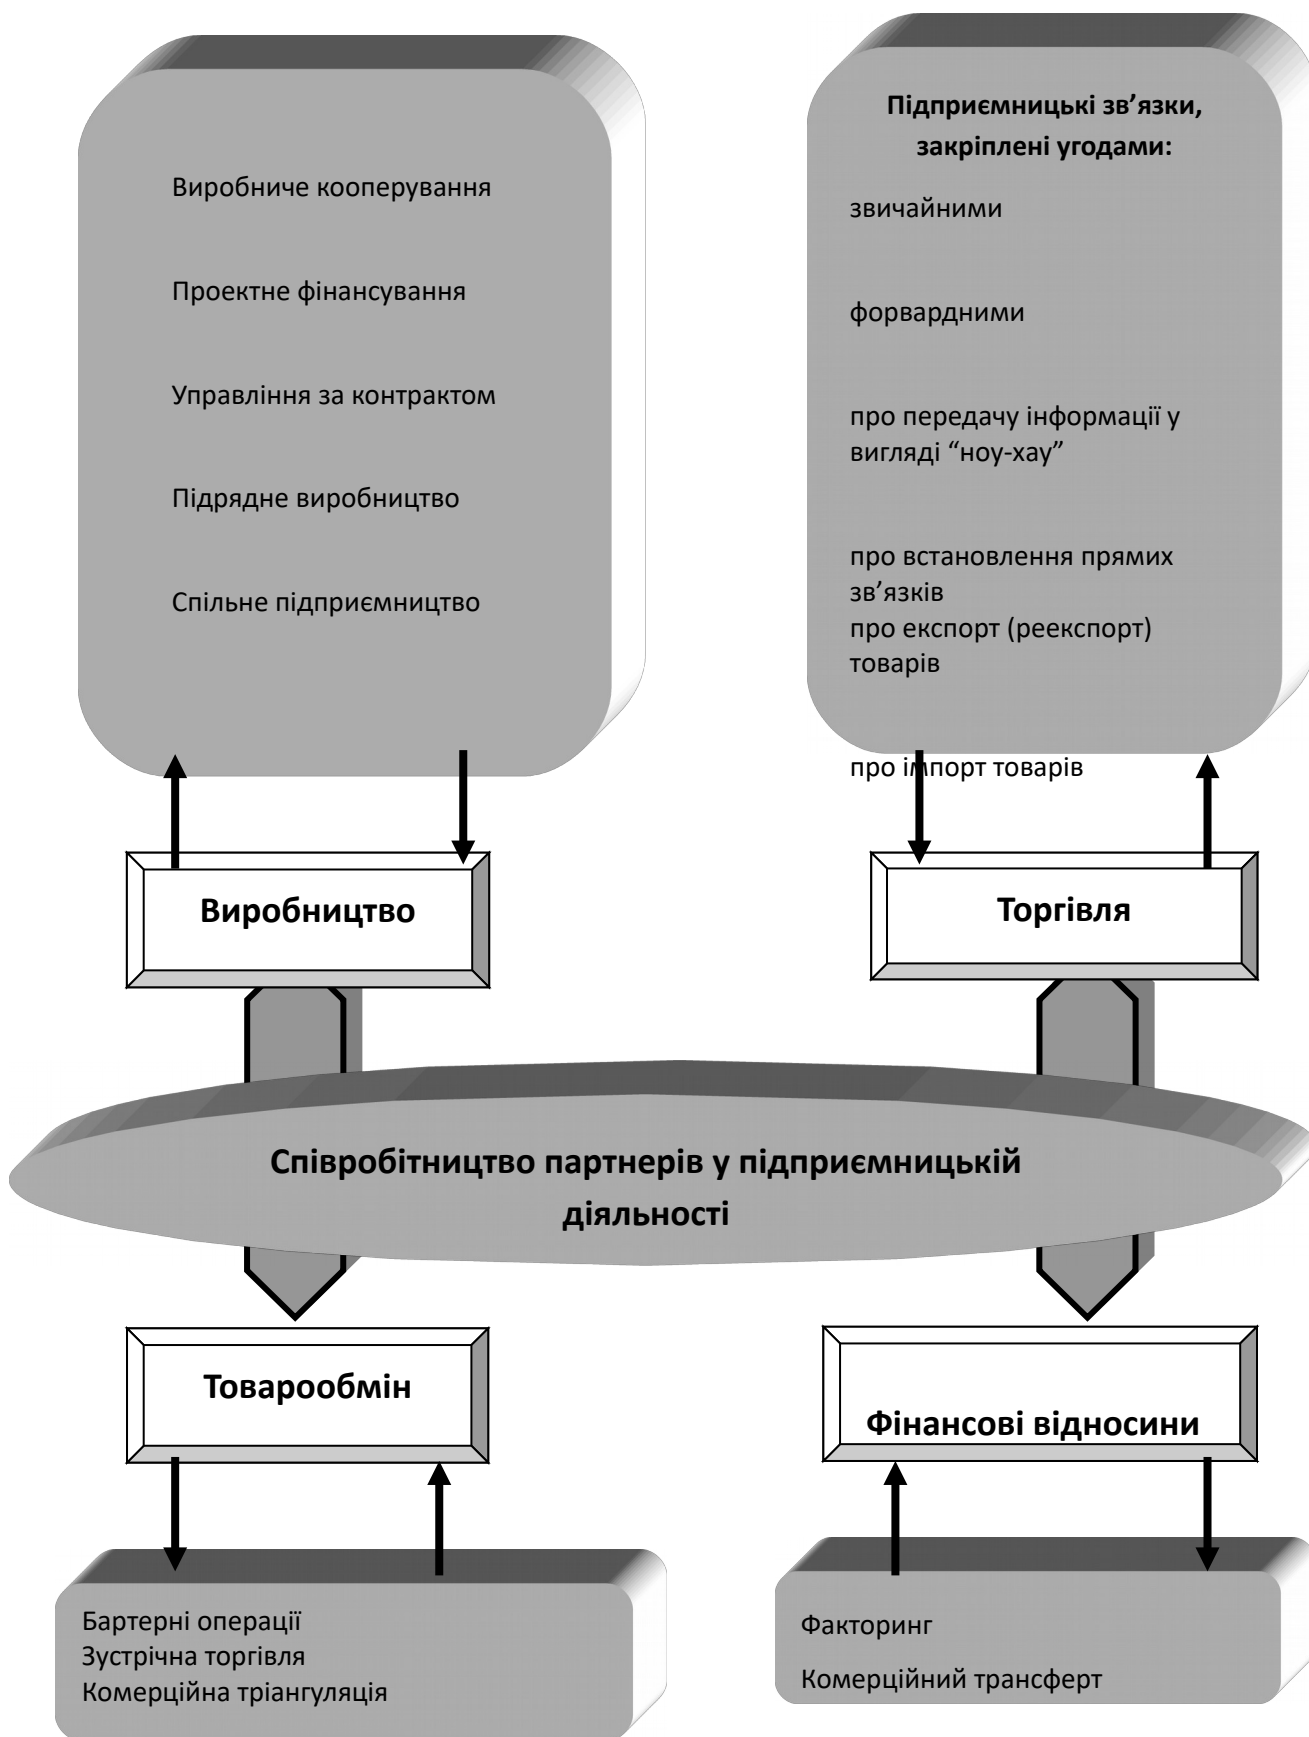 Виробниче кооперування
Проектне фінансування
Управління за контрактом
Підрядне виробництво
Спільне підприємництво
Підприємницькі зв’язки,
закріплені угодами:
звичайними
форвардними
про передачу інформації у
вигляді “ноу-хау”
про встановлення прямих
зв’язків
про експорт (реекспорт)
товарів
про імпорт товарів
Виробництво
Торгівля
Співробітництво партнерів у підприємницькій
діяльності
Товарообмін
Фінансові відносини
Бартерні операції
Зустрічна торгівля
Комерційна тріангуляція
Факторинг
Комерційний трансферт